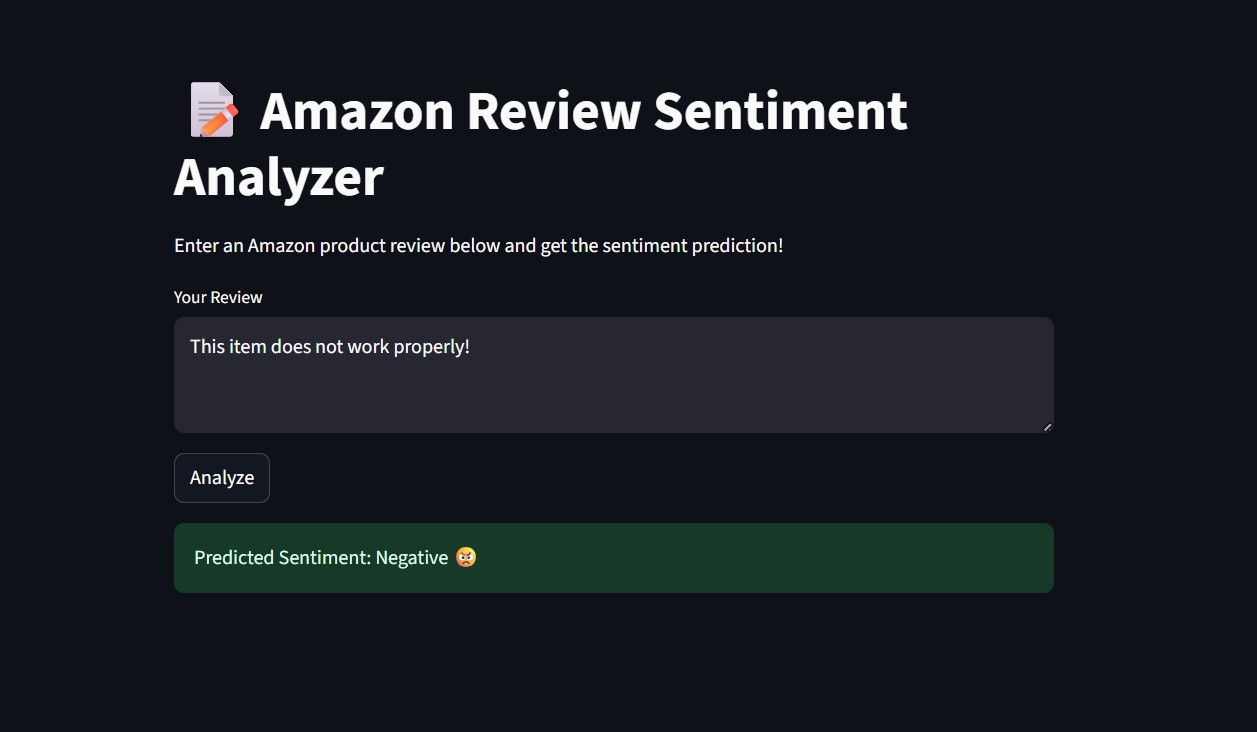 📝 Amazon Review Sentiment
Analyzer
Enter an Amazon product review below and get the sentiment prediction!
Your Review
This item does not work properly!
Analyze
Predicted Sentiment: Negative 😡